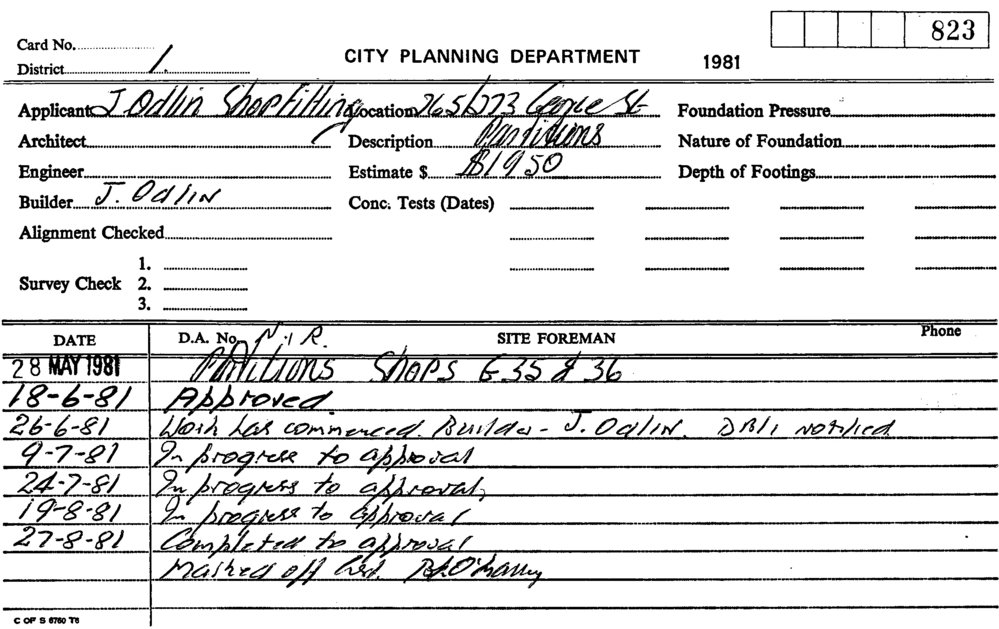 823
Card No.
District 1.
CITY PLANNING DEPARTMENT 1981
Applicant J Odlin Shopfitting Location 765/773 George St Foundation Pressure
Architect Description Partitions Nature of Foundation
Engineer Estimate $ $1950 Depth of Footings
Builder J. Odlin Conc. Tests (Dates)
Alignment Checked
1.
Survey Check 2.
3.
DATE D.A. No. N.I.R. SITE FOREMAN Phone
28 MAY 1981 Partitions Shops G35 & 36
18-6-81 Approved.
26-6-81 Work has commenced. Builder - J. Odlin. notified
9-7-81 In progress to approval
24-7-81 In progress to approval
19-8-81 In progress to approval
27-8-81 Completed to approval
Marked off
C OF S 6760 T6